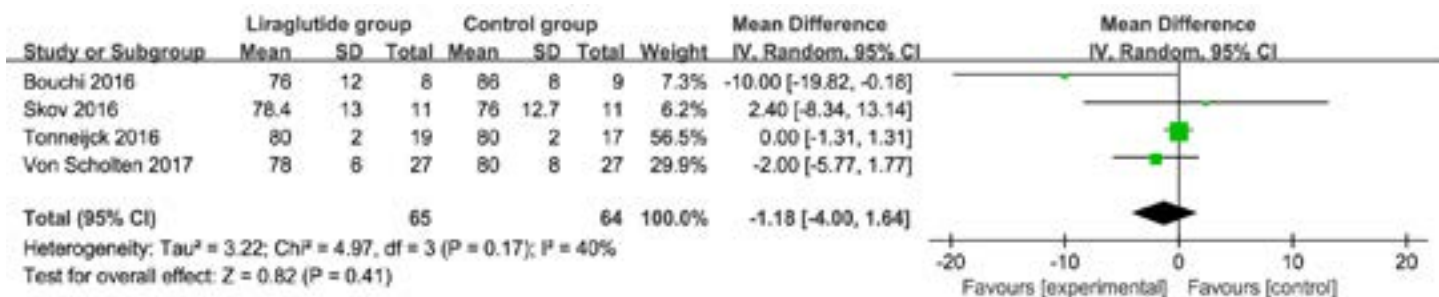 Liraglutide group Control group Mean Difference Mean Difference
Study or Subgroup Mean SD Total Mean SD Total Weight IV, Random, 95% CI IV, Random, 95% CI
Bouchi 2016 76 12 8 86 8 9 7.3% -10.00 [-19.82, -0.18]
Skov 2016 78.4 13 11 76 12.7 11 6.2% 2.40 [-8.34, 13.14]
Tonneijck 2016 80 2 19 80 2 17 56.5% 0.00 [-1.31, 1.31]
Von Scholten 2017 78 6 27 80 8 27 29.9% -2.00 [-5.77, 1.77]
Total (95% CI) 65 64 100.0% -1.18 [-4.00, 1.64]
Heterogeneity: Tau² = 3.22; Chi² = 4.97, df = 3 (P = 0.17); I² = 40%
Test for overall effect: Z = 0.82 (P = 0.41)
-20 -10 0 10 20
Favours [experimental] Favours [control]